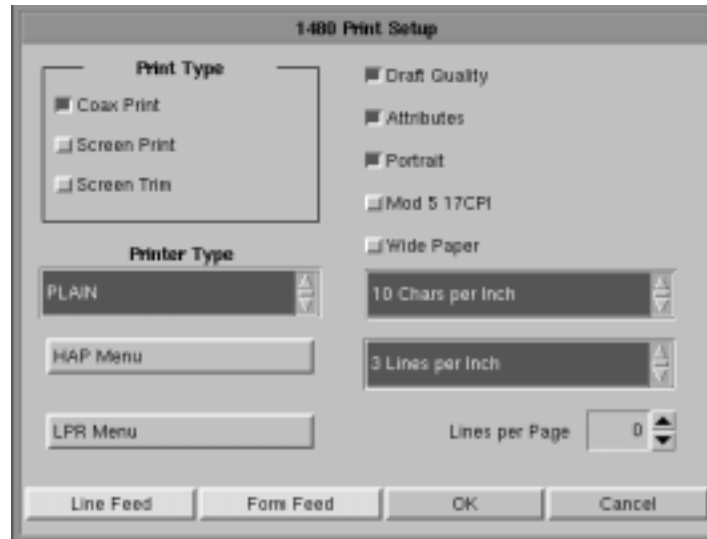 1480 Print Setup
Print Type
Coax Print
Screen Print
Screen Trim
Printer Type
PLAIN
HAP Menu
LPR Menu
Draft Quality
Attributes
Portrait
Mod 5 17CPI
Wide Paper
10 Chars per Inch
3 Lines per Inch
Lines per Page 0
Line Feed Form Feed OK Cancel